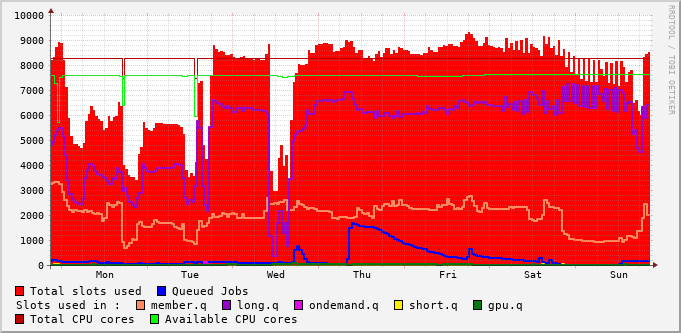 RRDTOOL / TOBI OETIKER
10000
9000
8000
7000
6000
5000
4000
3000
2000
1000
0
Mon Tue Wed Thu Fri Sat Sun
Total slots used Queued Jobs
Slots used in : member.q long.q ondemand.q short.q gpu.q
Total CPU cores Available CPU cores